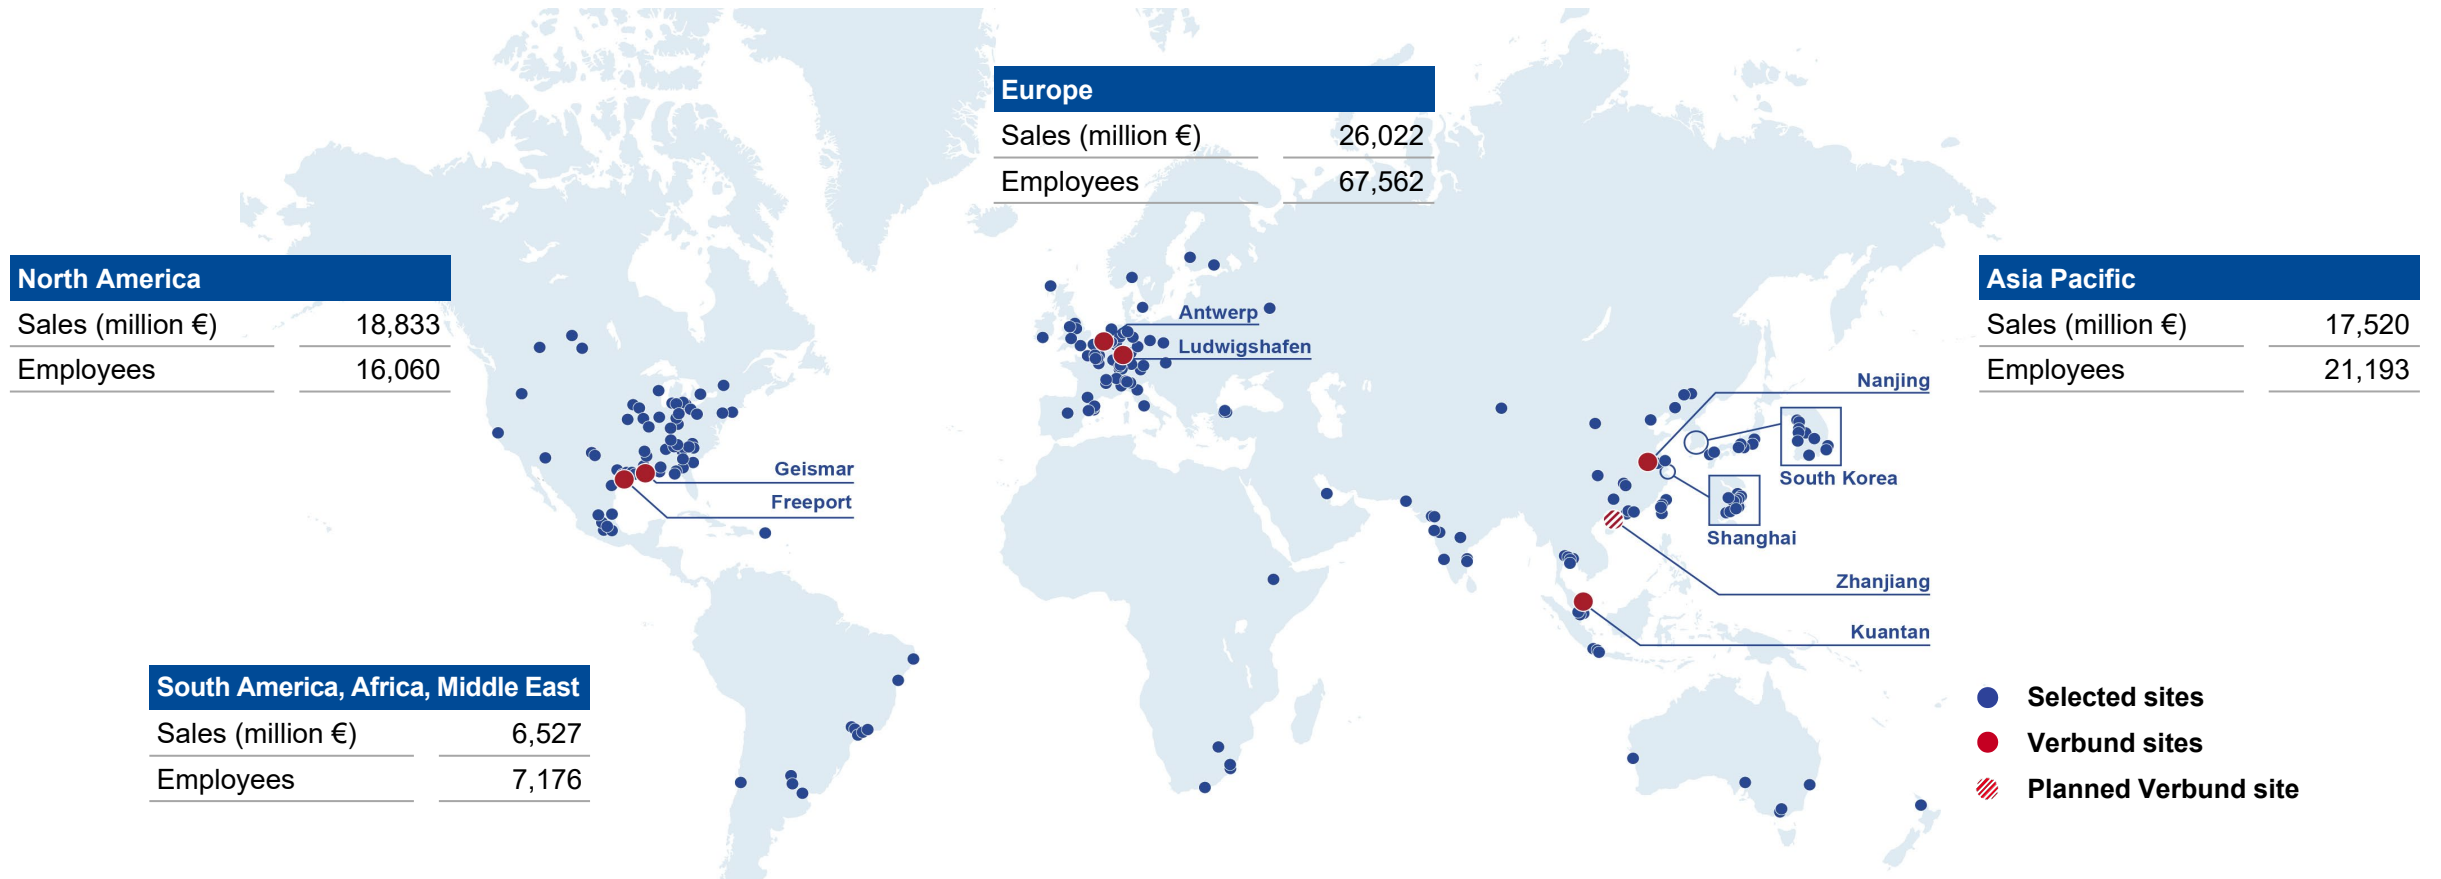 Europe
Sales (million €) 26,022
Employees 67,562
North America
Sales (million €) 18,833
Employees 16,060
Asia Pacific
Sales (million €) 17,520
Employees 21,193
Antwerp
Ludwigshafen
Nanjing
Geismar
Freeport
South Korea
Shanghai
Zhanjiang
Kuantan
South America, Africa, Middle East
Sales (million €) 6,527
Employees 7,176
Selected sites
Verbund sites
Planned Verbund site